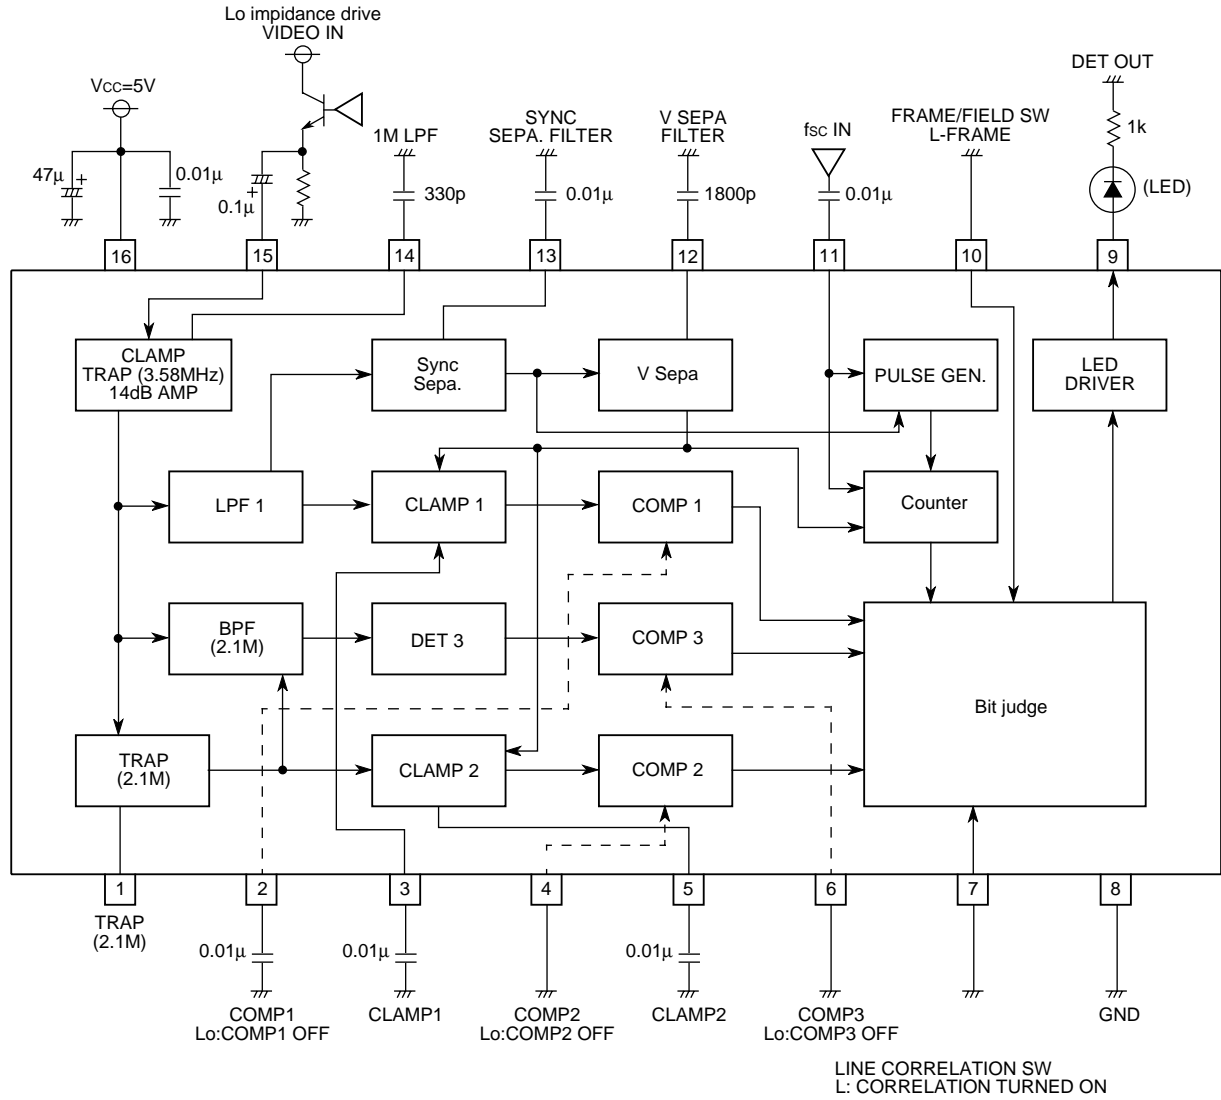 Lo impidance drive
VIDEO IN
Vcc=5V
47μ
+
0.01μ
+
0.1μ
1M LPF
330p
SYNC
SEPA. FILTER
0.01μ
V SEPA
FILTER
1800p
fsc IN
0.01μ
FRAME/FIELD SW
L-FRAME
DET OUT
1k
(LED)
16
15
14
13
12
11
10
9
CLAMP
TRAP (3.58MHz)
14dB AMP
Sync
Sepa.
V Sepa
PULSE GEN.
LED
DRIVER
LPF 1
CLAMP 1
COMP 1
Counter
BPF
(2.1M)
DET 3
COMP 3
Bit judge
TRAP
(2.1M)
CLAMP 2
COMP 2
1
2
3
4
5
6
7
8
TRAP
(2.1M)
0.01μ
0.01μ
0.01μ
COMP1
Lo:COMP1 OFF
CLAMP1
COMP2
Lo:COMP2 OFF
CLAMP2
COMP3
Lo:COMP3 OFF
GND
LINE CORRELATION SW
L: CORRELATION TURNED ON